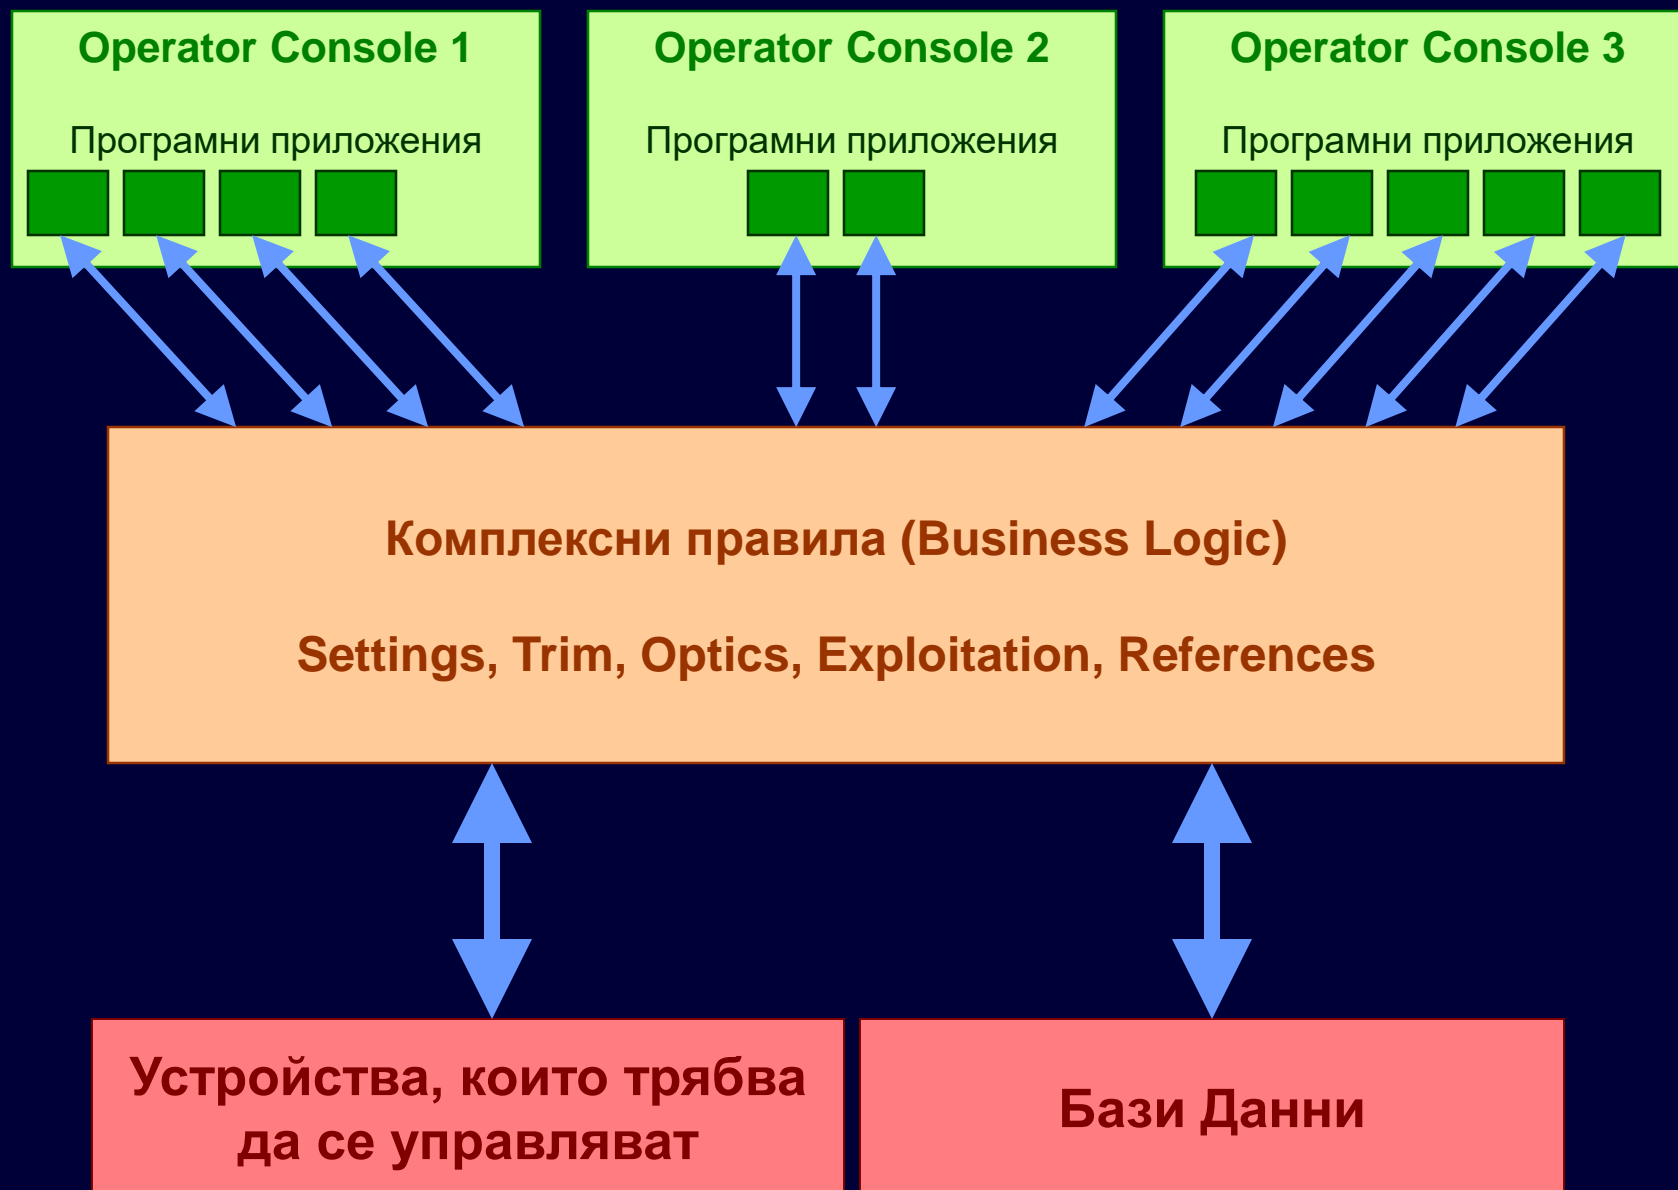 Operator Console 1
Програмни приложения
Operator Console 2
Програмни приложения
Operator Console 3
Програмни приложения
Комплексни правила (Business Logic)
Settings, Trim, Optics, Exploitation, References
Устройства, които трябва
да се управляват
Бази Данни